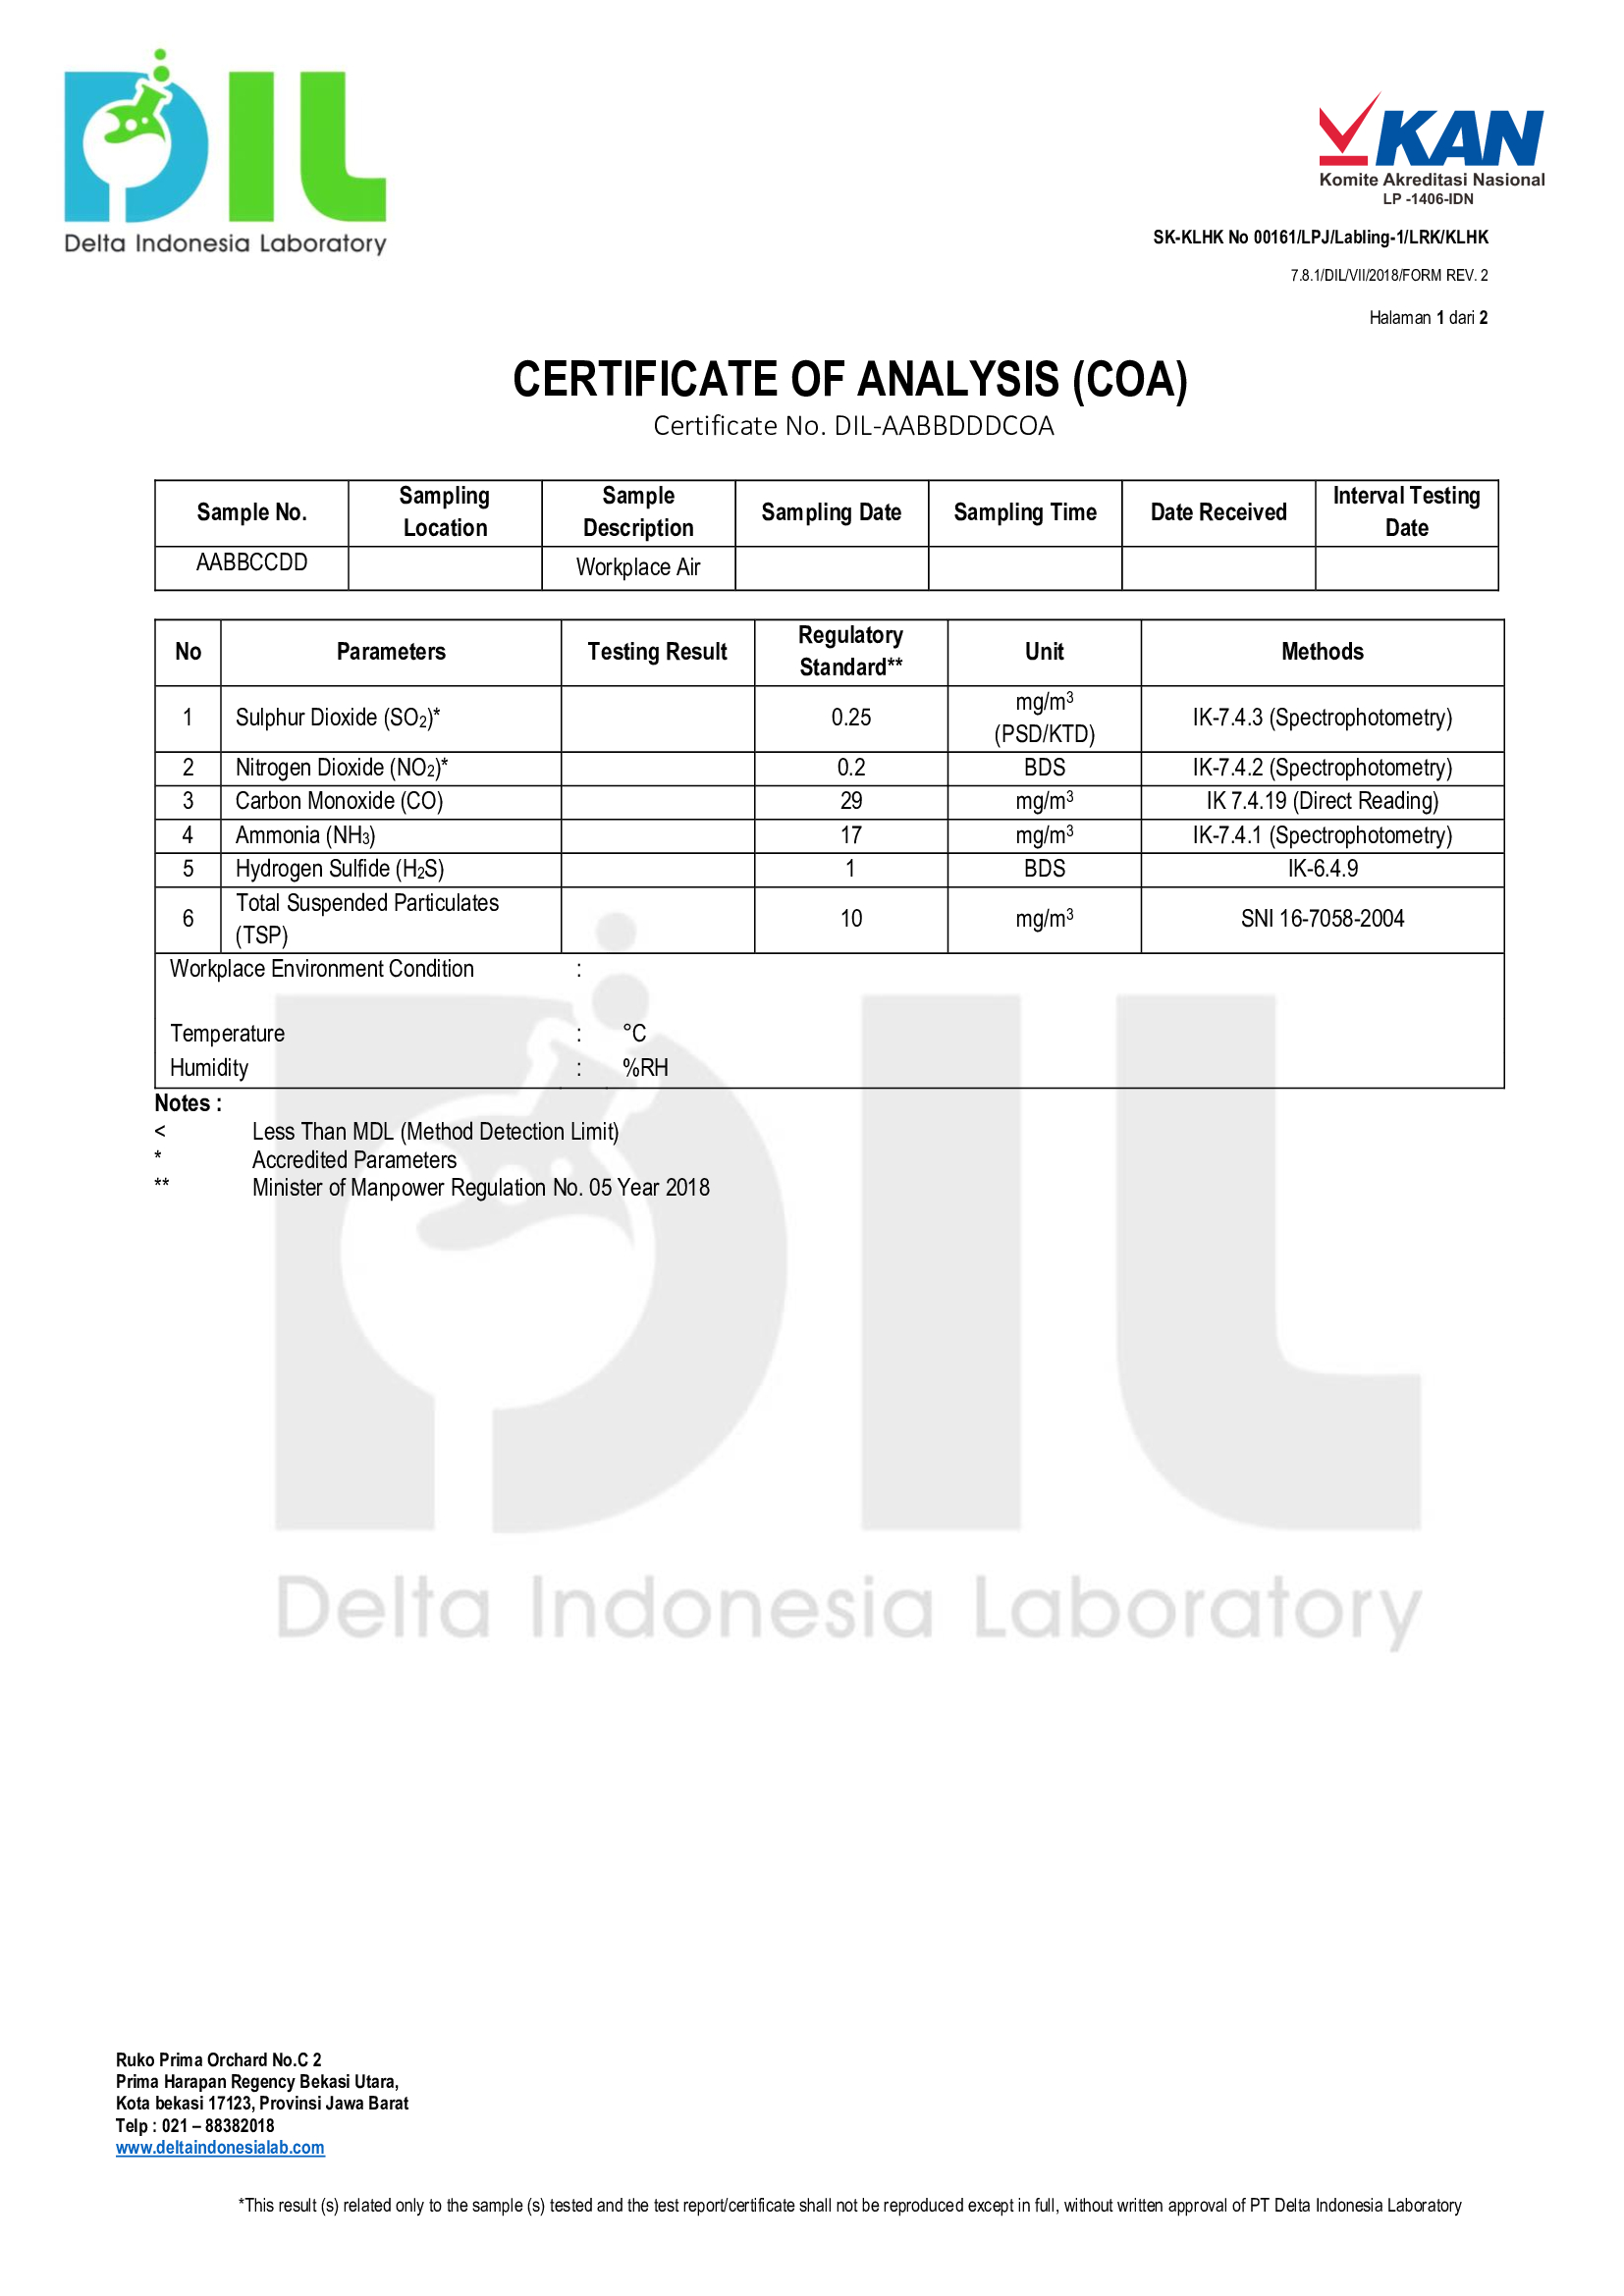 DIL
Delta Indonesia Laboratory
KAN
Komite Akreditasi Nasional
LP -1406-IDN
SK-KLHK No 00161/LPJ/Labling-1/LRK/KLHK
7.8.1/DIL/VII/2018/FORM REV. 2
Halaman 1 dari 2
CERTIFICATE OF ANALYSIS (COA)
Certificate No. DIL-AABBDDDCOA
Sample No. Sampling Location Sample Description Sampling Date Sampling Time Date Received Interval Testing Date
AABBCCDD Workplace Air
No Parameters Testing Result Regulatory Standard** Unit Methods
1 Sulphur Dioxide (SO₂)* 0.25 mg/m³ (PSD/KTD) IK-7.4.3 (Spectrophotometry)
2 Nitrogen Dioxide (NO₂)* 0.2 BDS IK-7.4.2 (Spectrophotometry)
3 Carbon Monoxide (CO) 29 mg/m³ IK 7.4.19 (Direct Reading)
4 Ammonia (NH₃) 17 mg/m³ IK-7.4.1 (Spectrophotometry)
5 Hydrogen Sulfide (H₂S) 1 BDS IK-6.4.9
6 Total Suspended Particulates (TSP) 10 mg/m³ SNI 16-7058-2004
Workplace Environment Condition :
Temperature : °C
Humidity : %RH
Notes :
< Less Than MDL (Method Detection Limit)
* Accredited Parameters
** Minister of Manpower Regulation No. 05 Year 2018
DIL
Delta Indonesia Laboratory
Ruko Prima Orchard No.C 2
Prima Harapan Regency Bekasi Utara,
Kota bekasi 17123, Provinsi Jawa Barat
Telp : 021 – 88382018
www.deltaindonesialab.com
*This result (s) related only to the sample (s) tested and the test report/certificate shall not be reproduced except in full, without written approval of PT Delta Indonesia Laboratory